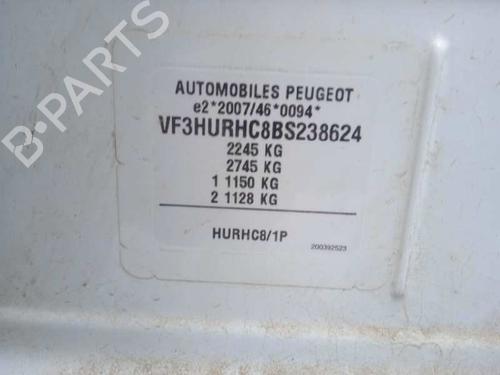 B-PARTS
AUTOMOBILES PEUGEOT
e2*2007/46*0094*
VF3HURHC8BS238624
2245 KG
2745 KG
1 1150 KG
2 1128 KG
HURHC8/1P
200392523